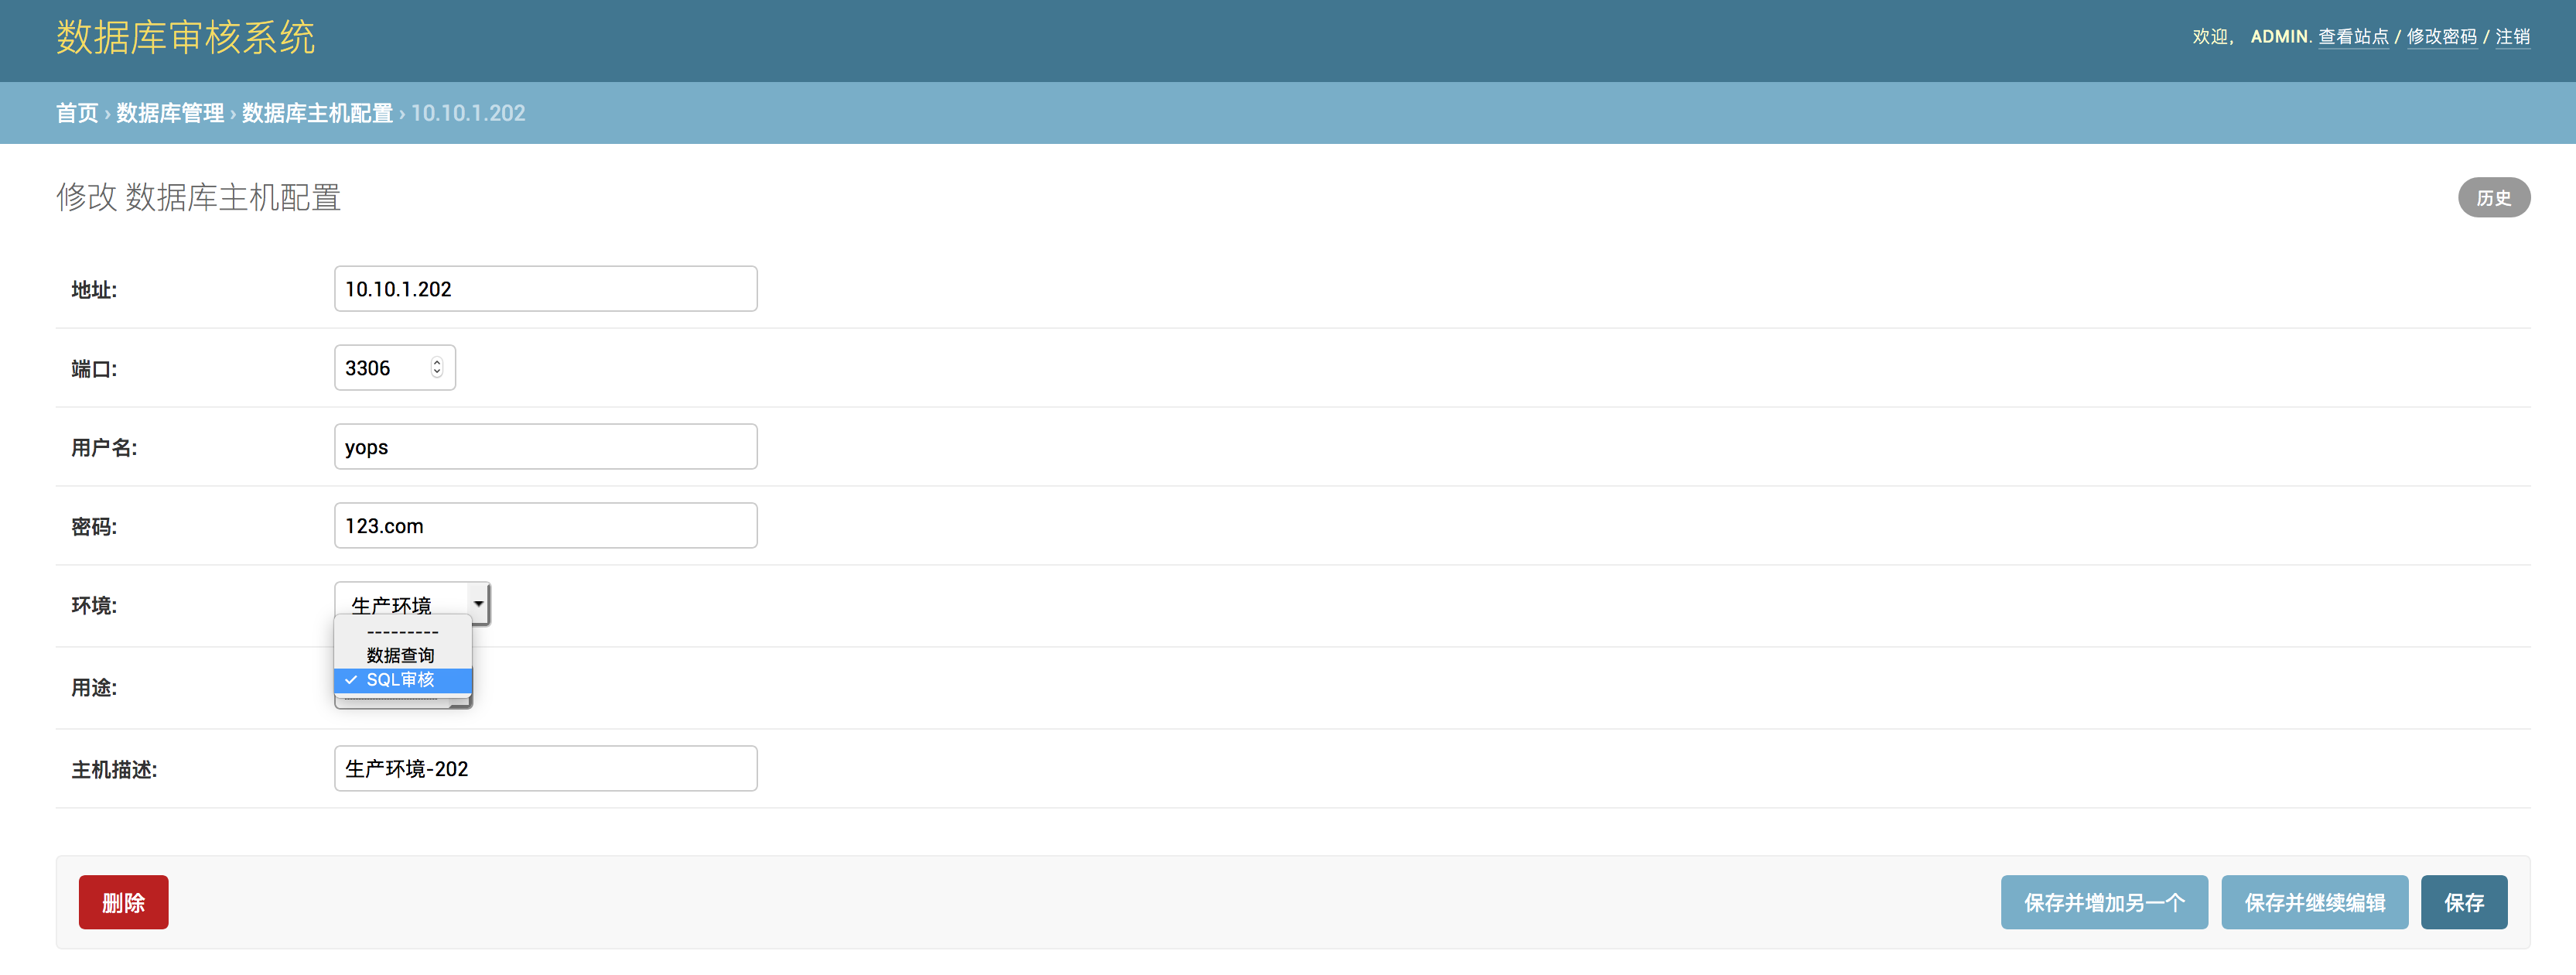 数据库审核系统
欢迎， ADMIN. 查看站点 / 修改密码 / 注销
首页 › 数据库管理 › 数据库主机配置 › 10.10.1.202
修改 数据库主机配置
历史
地址: 10.10.1.202
端口: 3306
用户名: yops
密码: 123.com
环境: 生产环境
---------
数据查询
用途: ✓ SQL审核
主机描述: 生产环境-202
删除 保存并增加另一个 保存并继续编辑 保存